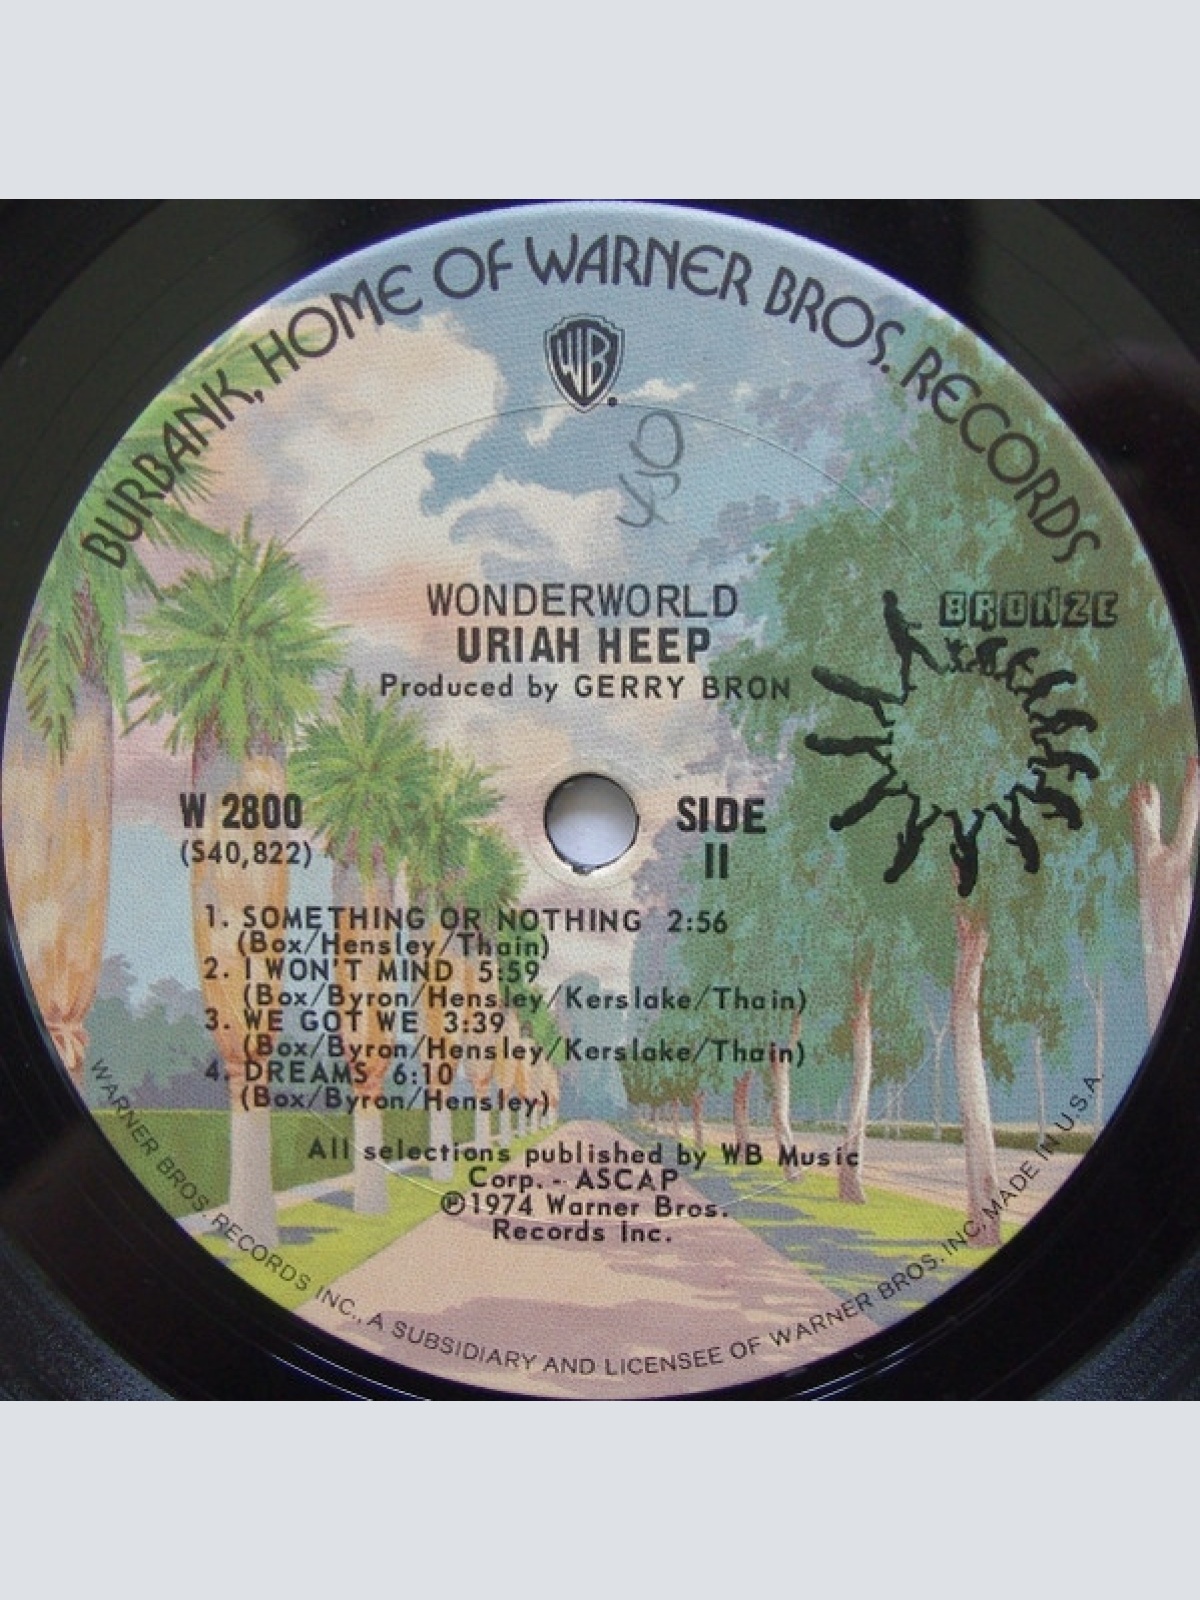 BURBANK, HOME OF WARNER BROS. RECORDS
WB
450
WONDERWORLD
URIAH HEEP
Produced by GERRY BRON
BRONZE
W 2800
(S40,822)
SIDE
II
1. SOMETHING OR NOTHING 2:56
(Box/Hensley/Thain)
2. I WON'T MIND 5:59
(Box/Byron/Hensley/Kerslake/Thain)
3. WE GOT WE 3:39
(Box/Byron/Hensley/Kerslake/Thain)
4. DREAMS 6:10
(Box/Byron/Hensley)
All selections published by WB Music
Corp. - ASCAP
℗1974 Warner Bros.
Records Inc.
WARNER BROS. RECORDS INC., A SUBSIDIARY AND LICENSEE OF WARNER BROS. INC. MADE IN U.S.A